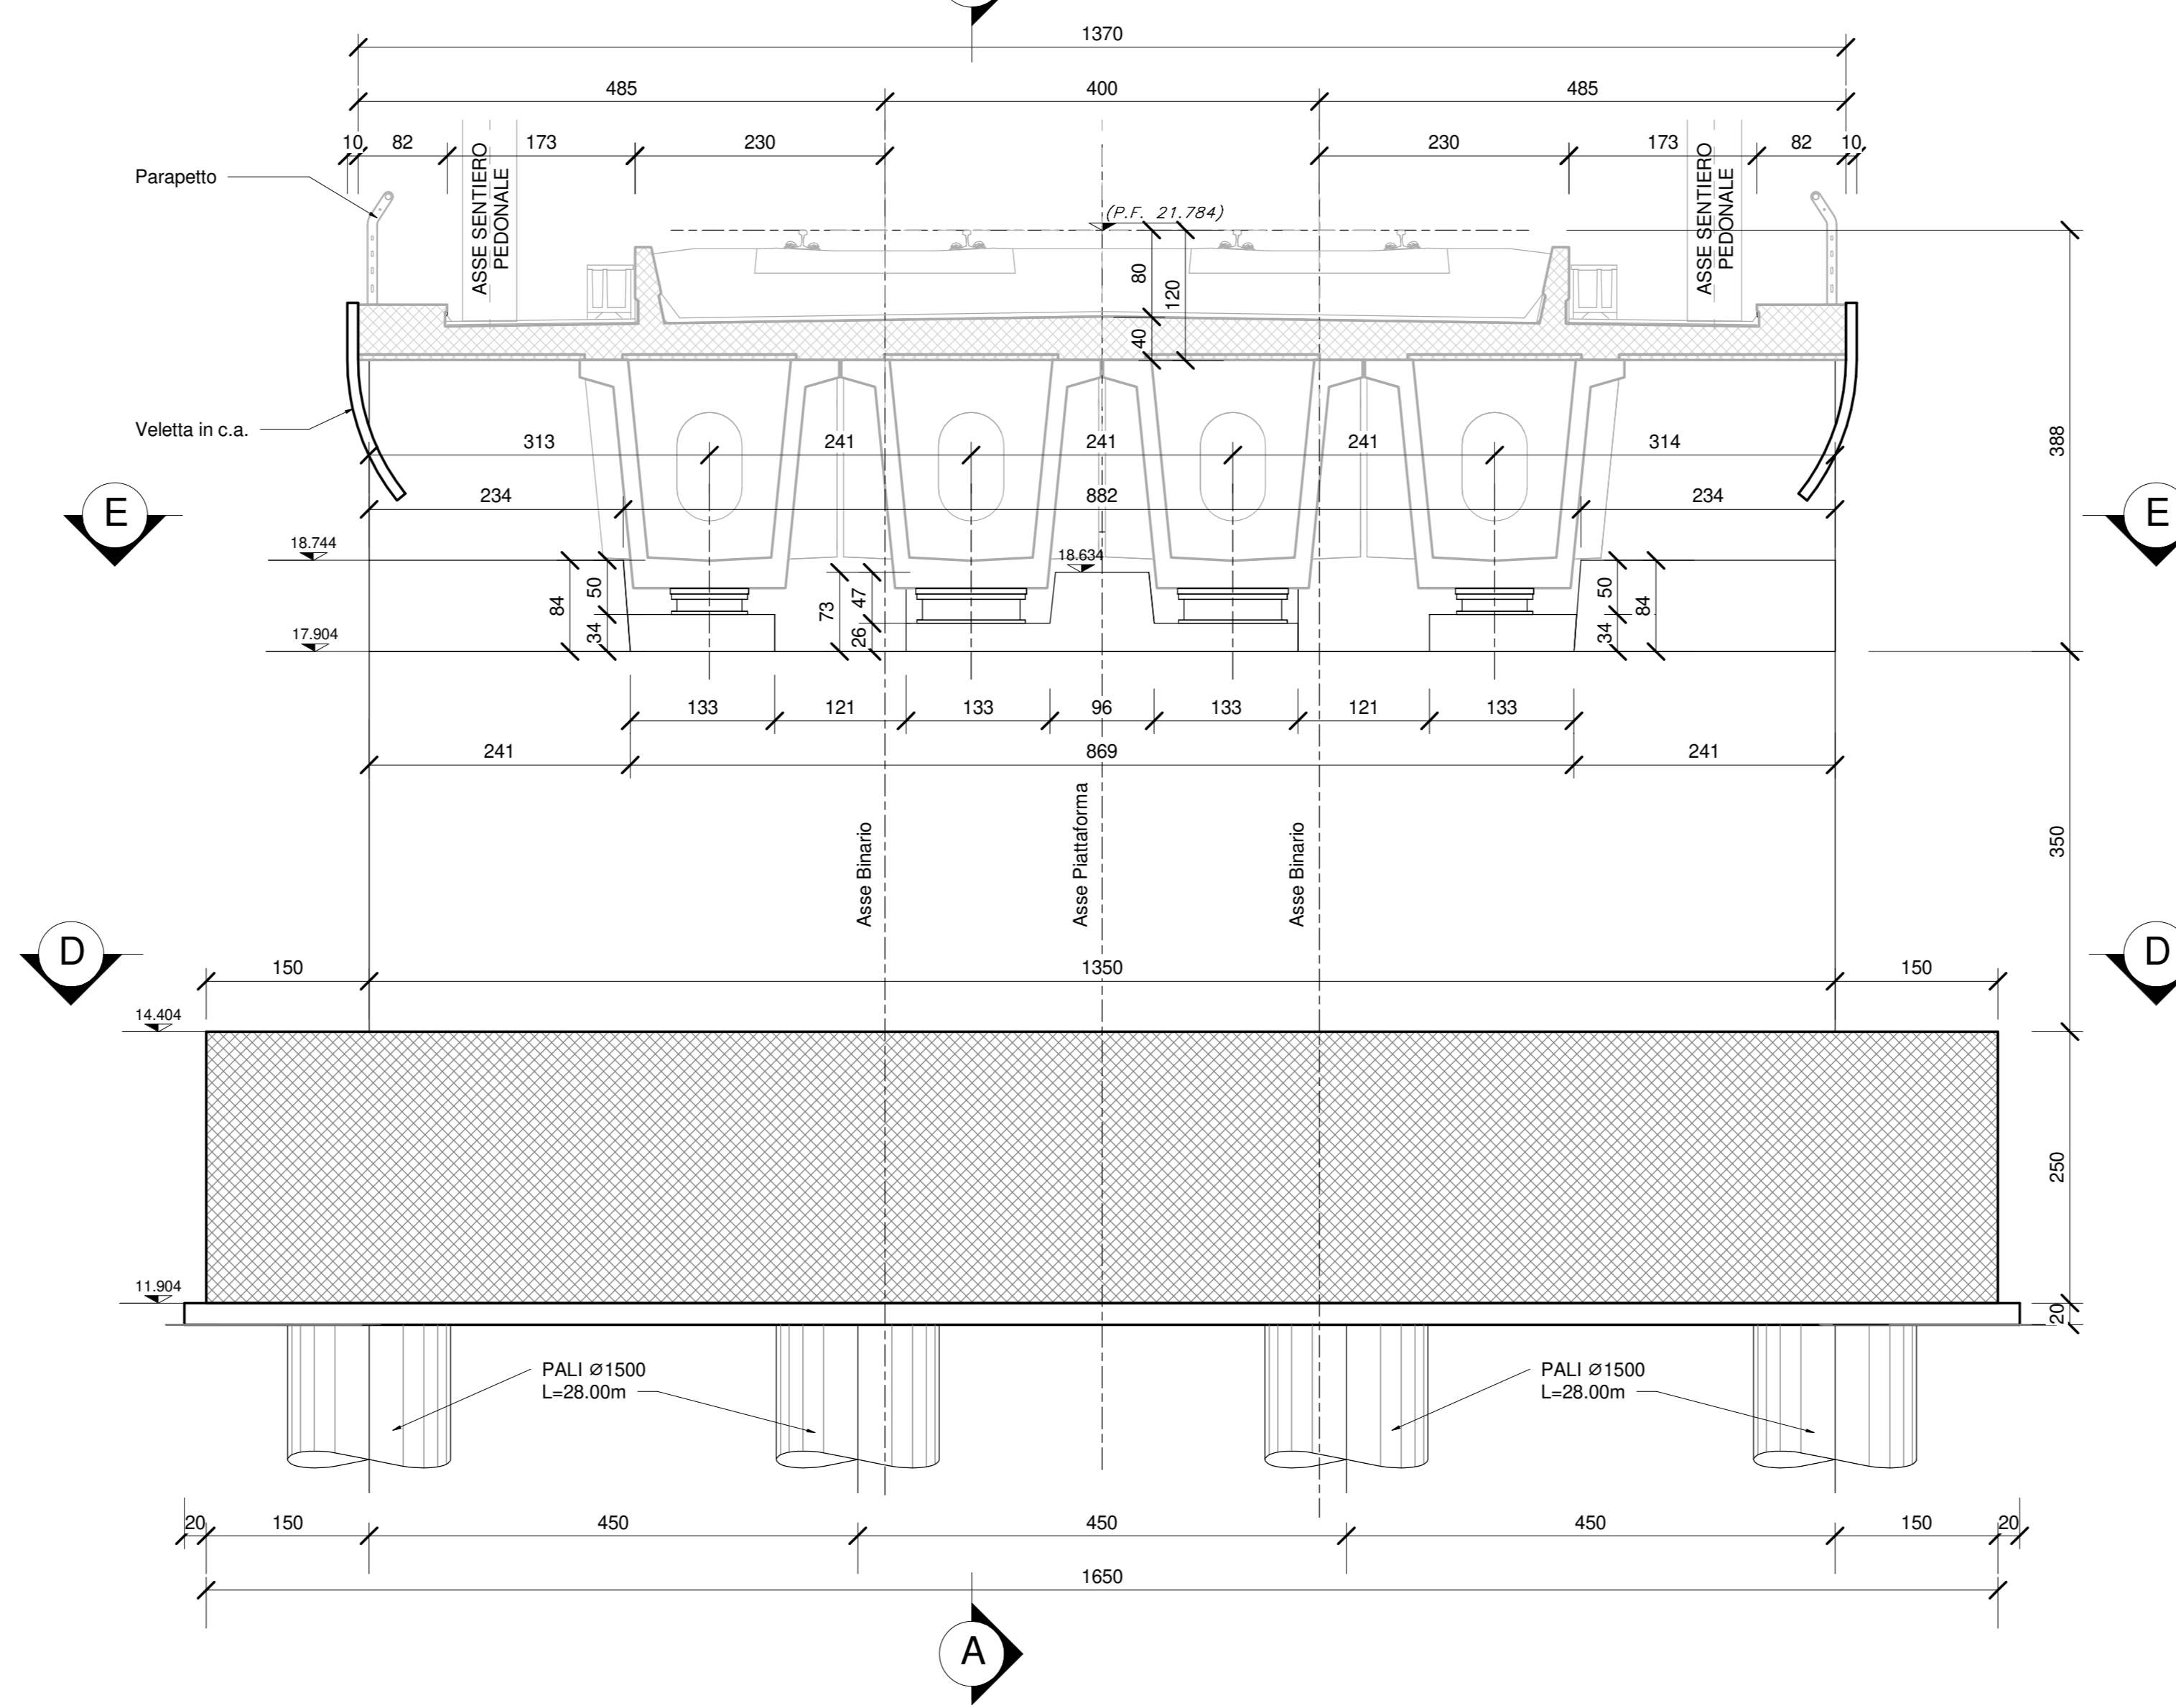 1370
485 400 485
10 82 173 230 230 173 82 10
Parapetto
ASSE SENTIERO
PEDONALE
ASSE SENTIERO
PEDONALE
(P.F. 21.784)
80
120
40
388
Veletta in c.a.
313 241 241 241 314
E
234 882 234
E
18.744
18.634
84
50
34
73
47
26
50
34
84
17.904
133 121 133 96 133 121 133
241 869 241
Asse Binario
Asse Piattaforma
Asse Binario
350
D
D
150 1350 150
14.404
250
11.904
20
PALI Ø1500
L=28.00m
PALI Ø1500
L=28.00m
20 150 450 450 450 150 20
1650
A